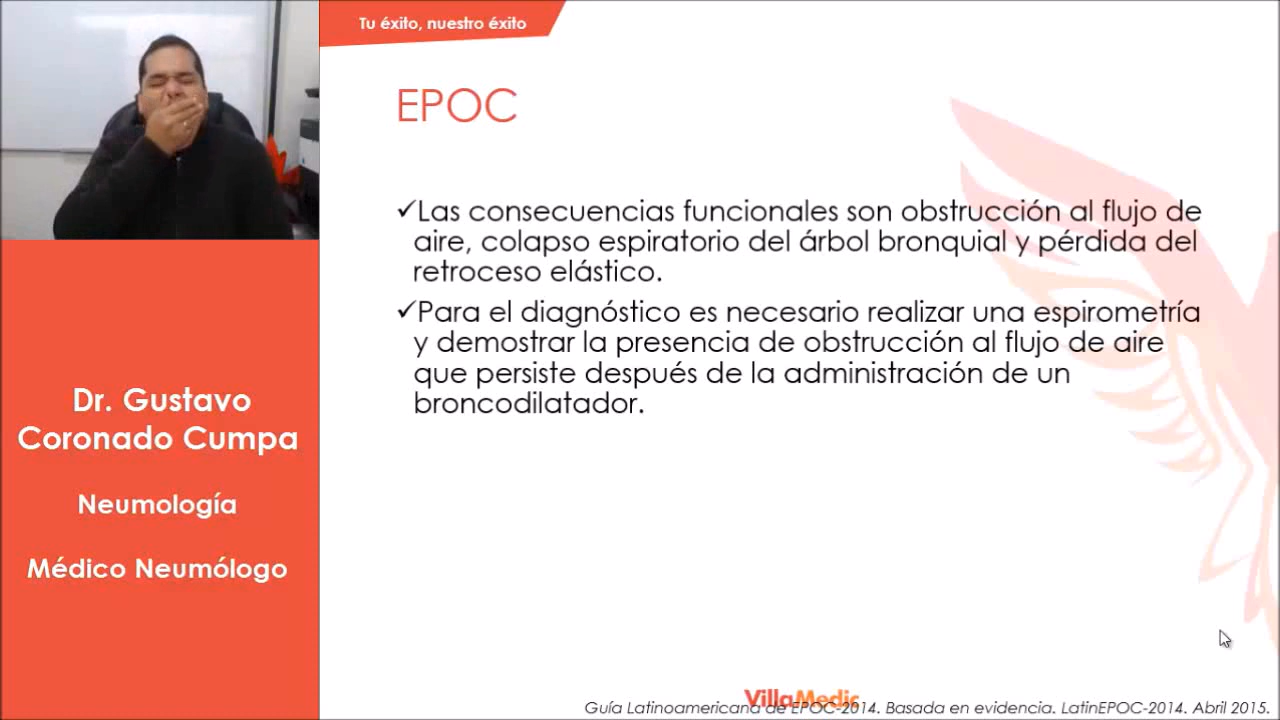 Tu éxito, nuestro éxito
EPOC
✓Las consecuencias funcionales son obstrucción al flujo de
aire, colapso espiratorio del árbol bronquial y pérdida del
retroceso elástico.
✓Para el diagnóstico es necesario realizar una espirometría
y demostrar la presencia de obstrucción al flujo de aire
que persiste después de la administración de un
broncodilatador.
Dr. Gustavo
Coronado Cumpa
Neumología
Médico Neumólogo
VillaMedic
Guía Latinoamericana de EPOC-2014. Basada en evidencia. LatinEPOC-2014. Abril 2015.